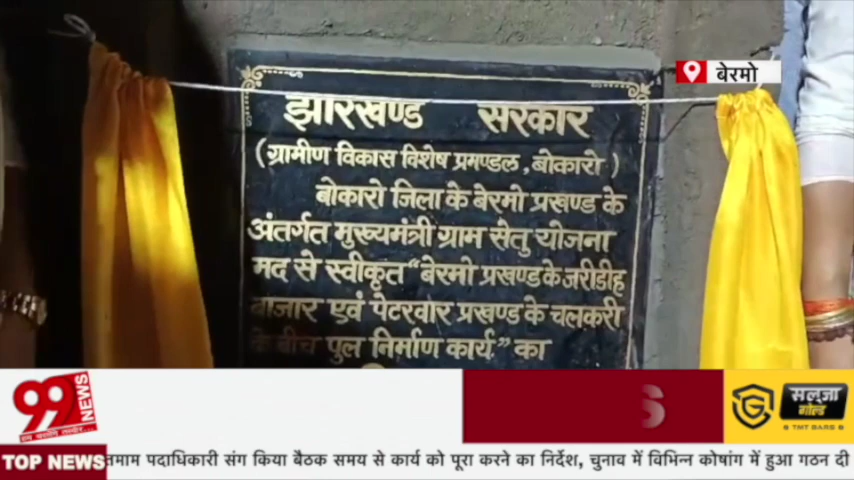 बेरमो
झारखण्ड सरकार
(ग्रामीण विकास विशेष प्रमण्डल, बोकारो)
बोकारो जिला के बेरमो प्रखण्ड के
अंतर्गत मुख्यमंत्री ग्राम सेतु योजना
मद से स्वीकृत "बेरमो प्रखण्ड के जरीडीह
बाजार एवं पेटरवार प्रखण्ड के चलकरी
के बीच पुल निर्माण कार्य" का
99 NEWS
S
सलूजा
गोल्ड
TMT BARS
TOP NEWS तमाम पदाधिकारी संग किया बैठक समय से कार्य को पूरा करने का निर्देश, चुनाव में विभिन्न कोषांग में हुआ गठन दी